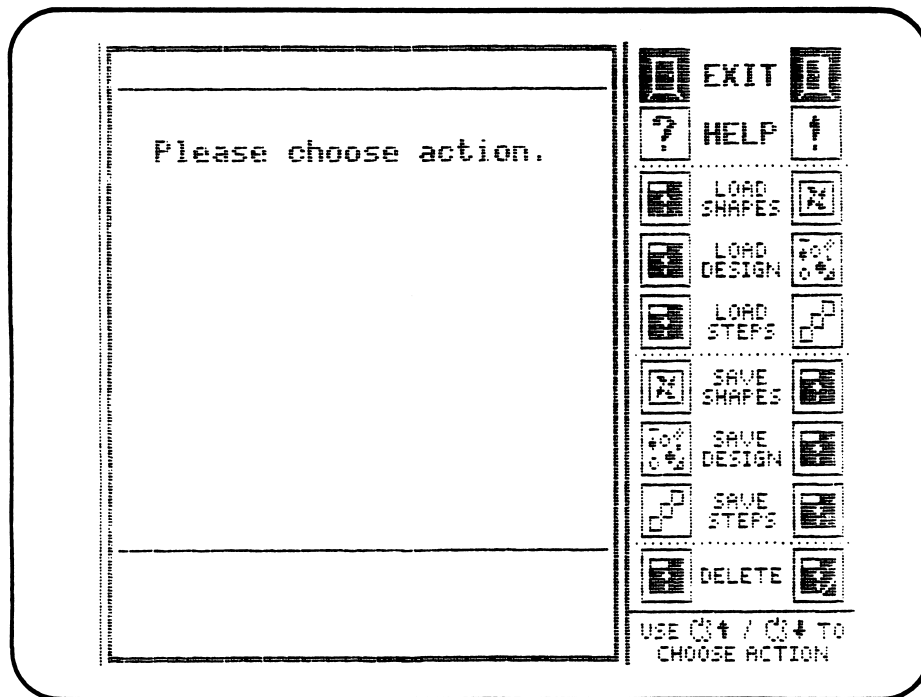 Please choose action.
EXIT
? HELP !
LOAD
SHAPES
LOAD
DESIGN
LOAD
STEPS
SAVE
SHAPES
SAVE
DESIGN
SAVE
STEPS
DELETE
USE ↑ / ↓ TO
CHOOSE ACTION